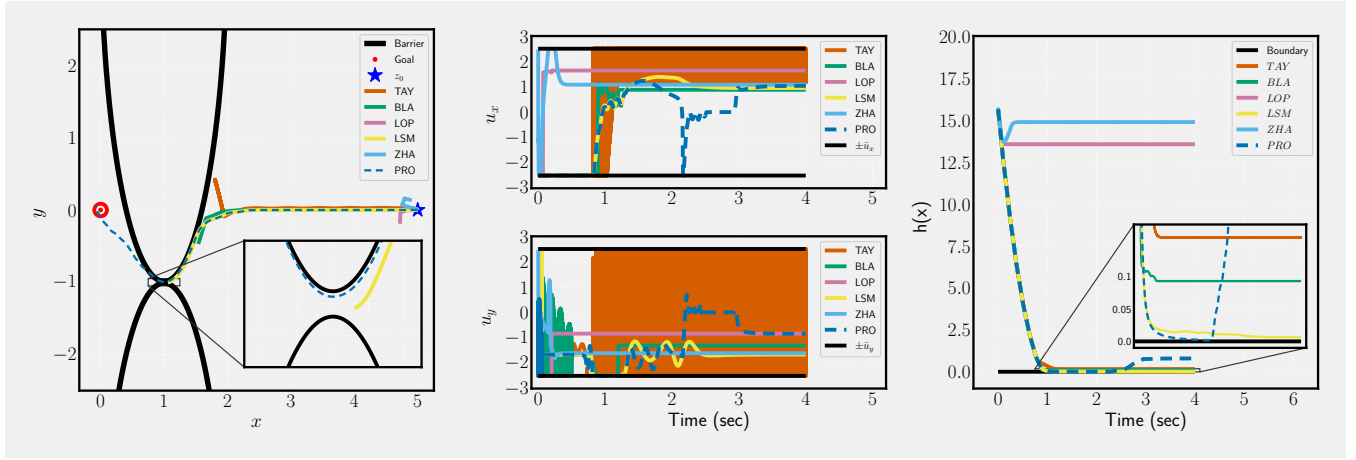 2
1
0
−1
−2
y
0
1
2
3
4
5
x
Barrier
Goal
z₀
TAY
BLA
LOP
LSM
ZHA
PRO
3
2
1
0
−1
−2
−3
uₓ
0
1
2
3
4
5
TAY
BLA
LOP
LSM
ZHA
PRO
±ūₓ
3
2
1
0
−1
−2
−3
u_y
0
1
2
3
4
5
Time (sec)
TAY
BLA
LOP
LSM
ZHA
PRO
±ū_y
20.0
17.5
15.0
12.5
10.0
7.5
5.0
2.5
0.0
h(x)
0
1
2
3
4
5
6
Time (sec)
Boundary
TAY
BLA
LOP
LSM
ZHA
PRO
0.1
0.05
0.0